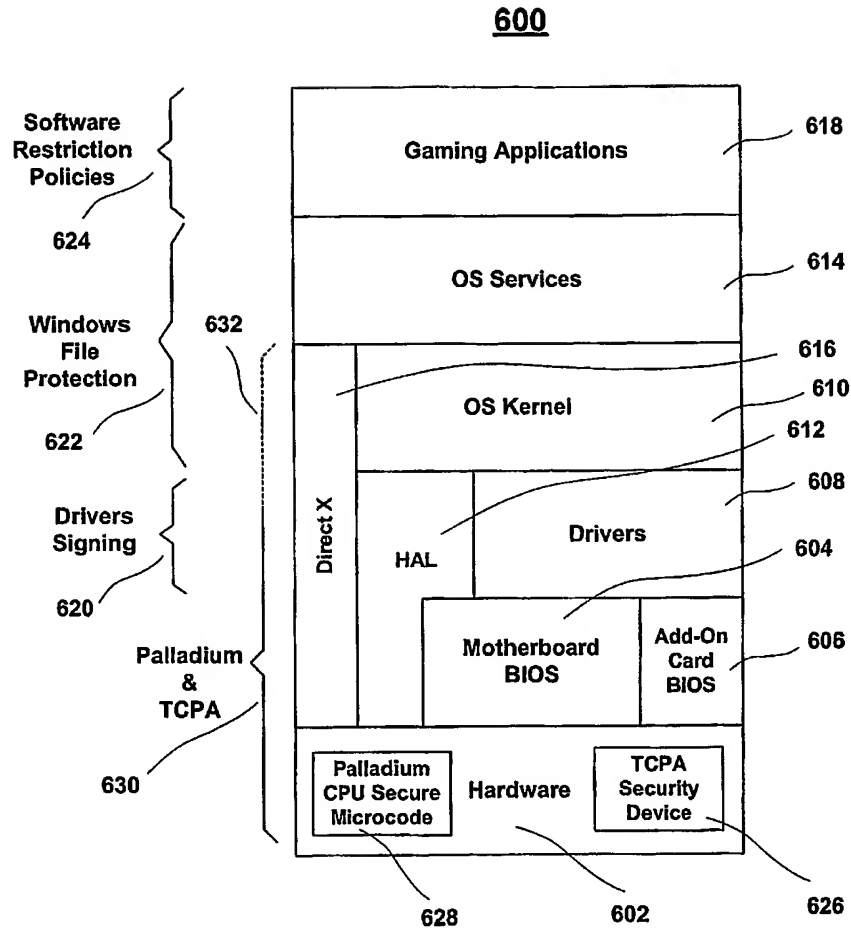 600
Software
Restriction
Policies
624
Gaming Applications
618
OS Services
614
Windows
File
Protection
622
632
616
OS Kernel
610
612
Drivers
Signing
620
Direct X
HAL
Drivers
608
604
Motherboard
BIOS
Add-On
Card
BIOS
606
Palladium
&
TCPA
630
Palladium
CPU Secure
Microcode
Hardware
TCPA
Security
Device
628
602
626